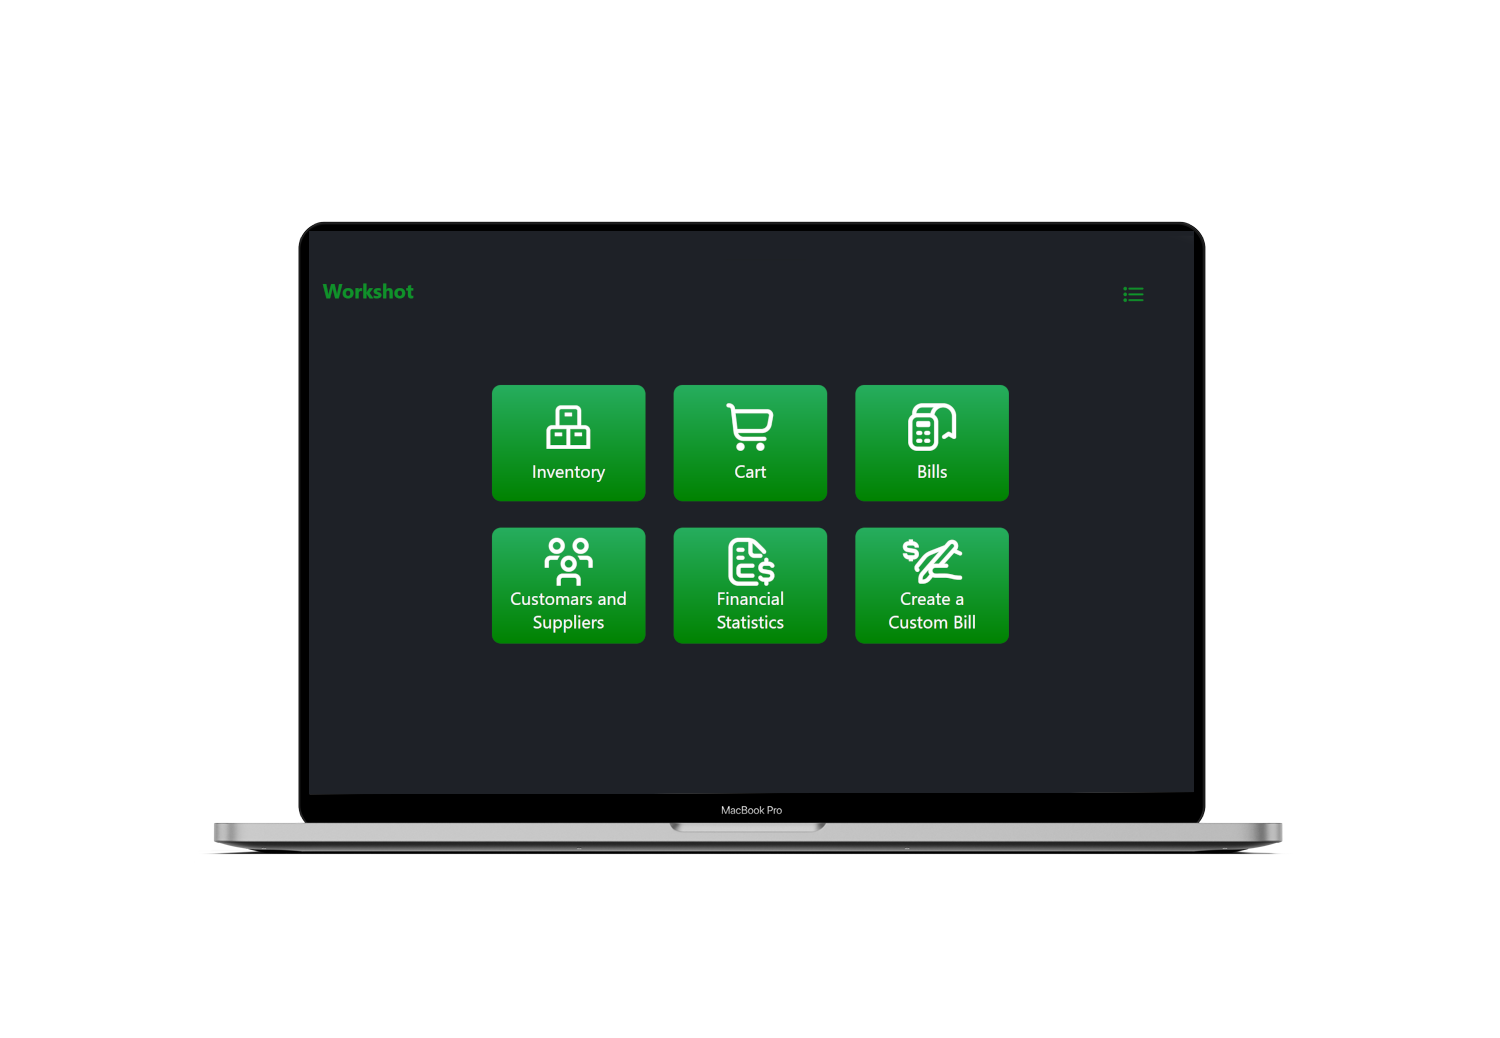 Workshot
Inventory
Cart
Bills
Customars and
Suppliers
Financial
Statistics
Create a
Custom Bill
MacBook Pro